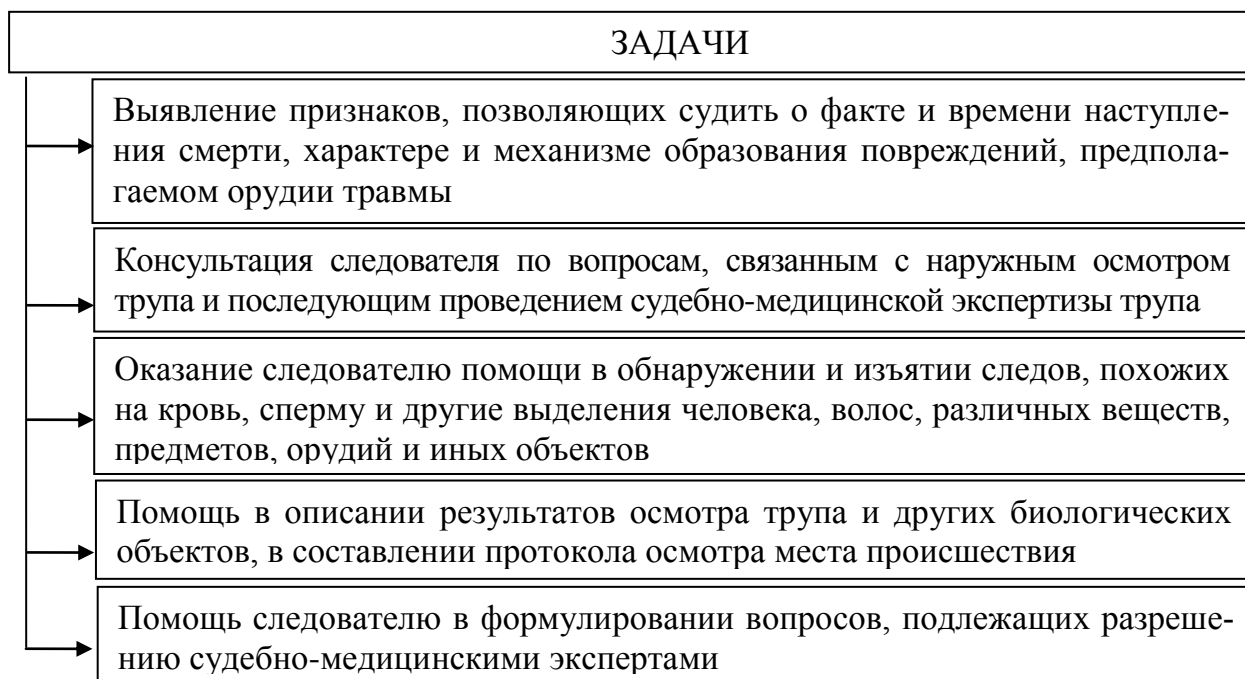 ЗАДАЧИ
Выявление признаков, позволяющих судить о факте и времени наступле-
ния смерти, характере и механизме образования повреждений, предпола-
гаемом орудии травмы
Консультация следователя по вопросам, связанным с наружным осмотром
трупа и последующим проведением судебно-медицинской экспертизы трупа
Оказание следователю помощи в обнаружении и изъятии следов, похожих
на кровь, сперму и другие выделения человека, волос, различных веществ,
предметов, орудий и иных объектов
Помощь в описании результатов осмотра трупа и других биологических
объектов, в составлении протокола осмотра места происшествия
Помощь следователю в формулировании вопросов, подлежащих разреше-
нию судебно-медицинскими экспертами